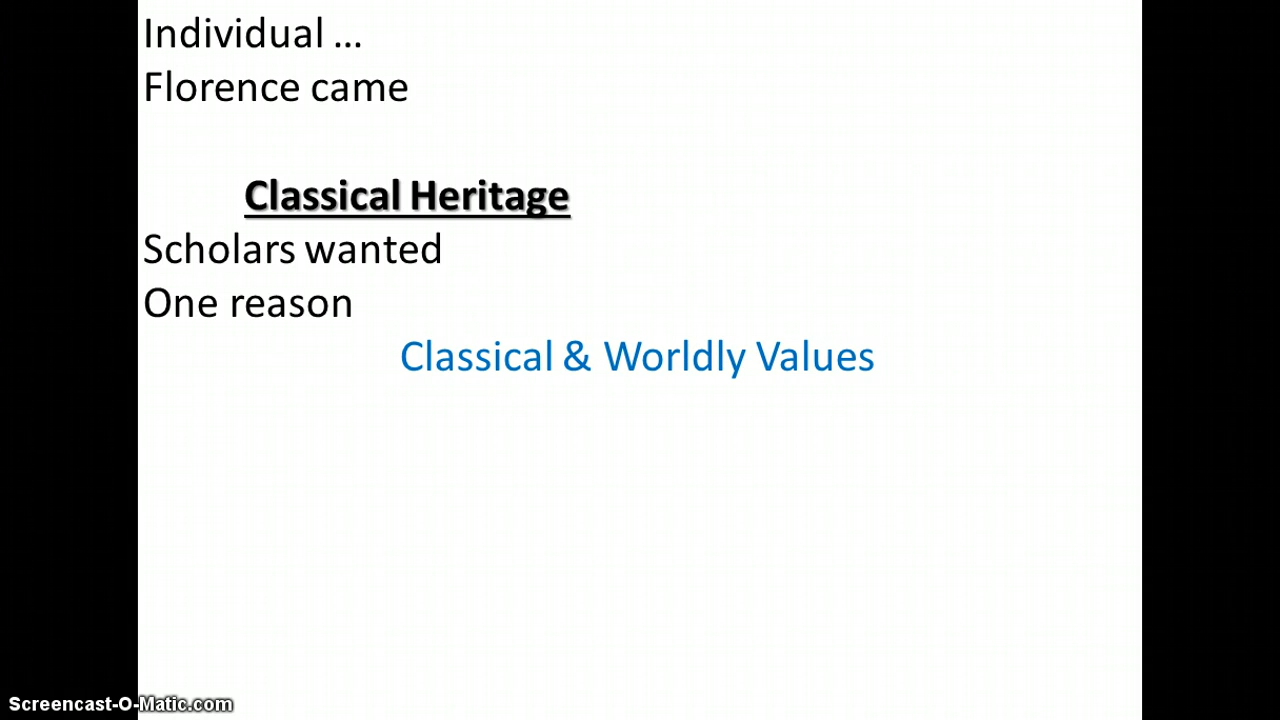 Individual …
Florence came
Classical Heritage
Scholars wanted
One reason
Classical & Worldly Values
Screencast-O-Matic.com